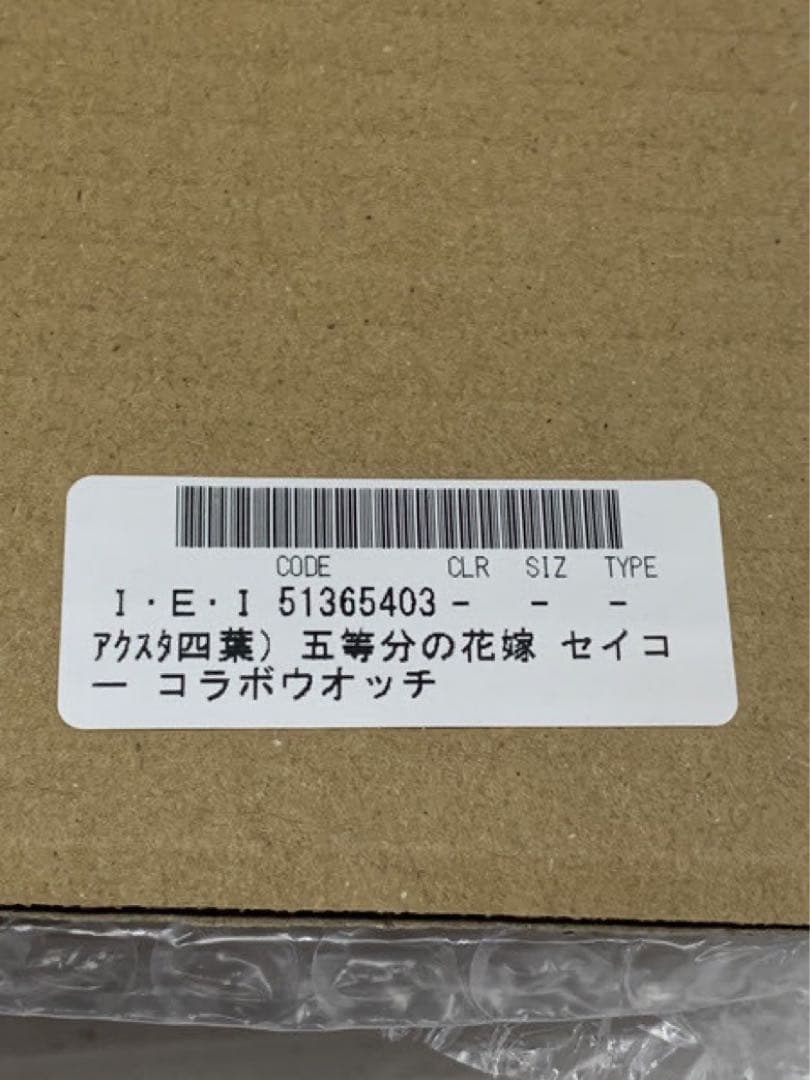 CODE CLR SIZ TYPE
I・E・I 51365403 - - -
ｱｸｽﾀ四葉） 五等分の花嫁 セイコ
ー コラボウオッチ